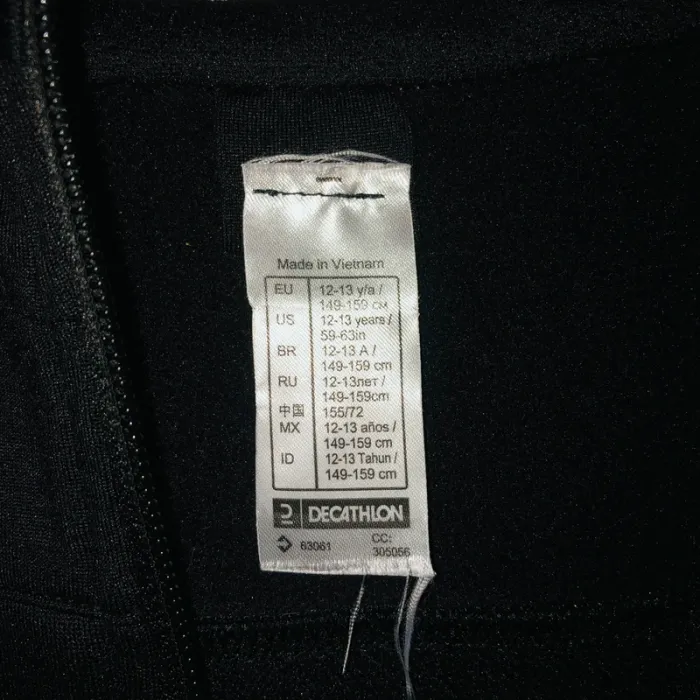 Made in Vietnam
EU 12-13 y/a /
149-159 см
US 12-13 years /
59-63in
BR 12-13 A /
149-159 cm
RU 12-13лет /
149-159cm
中国 155/72
MX 12-13 años /
149-159 cm
ID 12-13 Tahun /
149-159 cm
DECATHLON
63061 CC:
305056